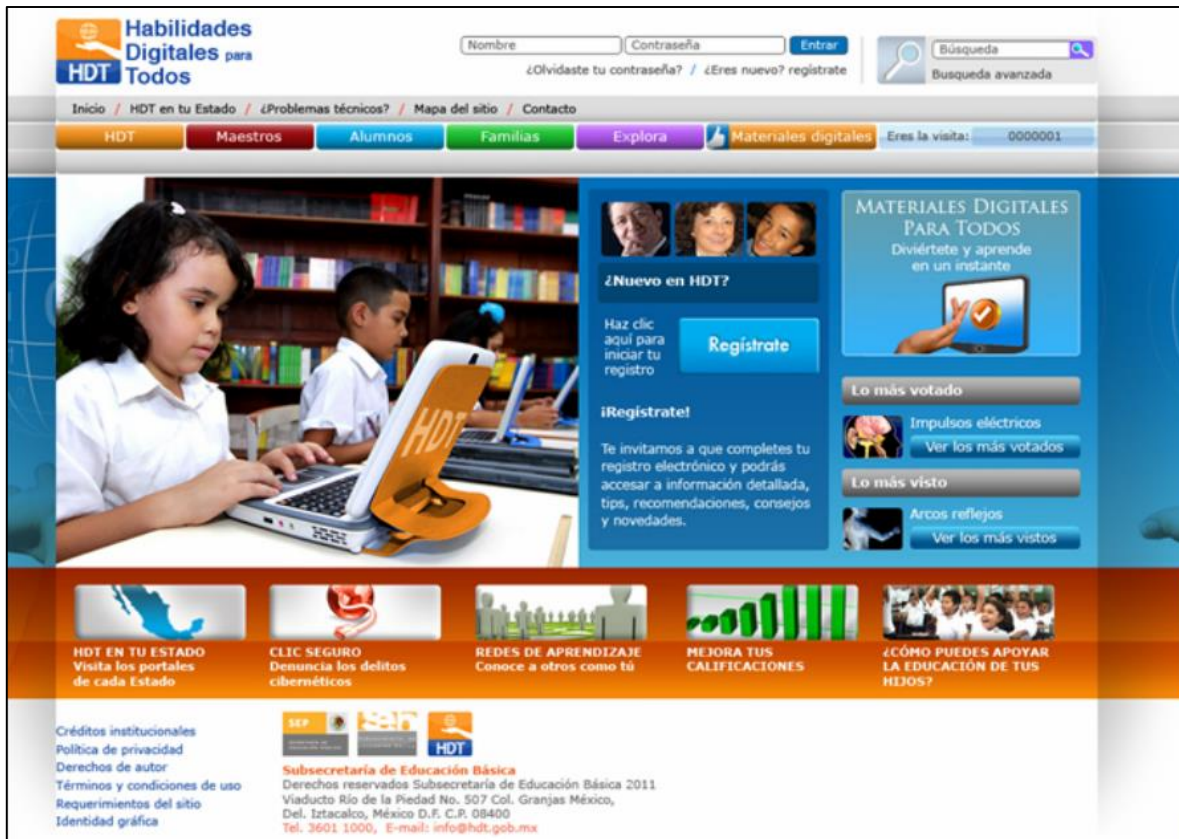 Habilidades
Digitales para
Todos
HDT
Nombre
Contraseña
Entrar
¿Olvidaste tu contraseña? / ¿Eres nuevo? regístrate
Búsqueda
Busqueda avanzada
Inicio / HDT en tu Estado / ¿Problemas técnicos? / Mapa del sitio / Contacto
HDT
Maestros
Alumnos
Familias
Explora
Materiales digitales
Eres la visita: 0000001
HDT
¿Nuevo en HDT?
Haz clic
aquí para
iniciar tu
registro
Regístrate
¡Regístrate!
Te invitamos a que completes tu
registro electrónico y podrás
accesar a información detallada,
tips, recomendaciones, consejos
y novedades.
MATERIALES DIGITALES
PARA TODOS
Diviértete y aprende
en un instante
Lo más votado
Impulsos eléctricos
Ver los más votados
Lo más visto
Arcos reflejos
Ver los más vistos
HDT EN TU ESTADO
Visita los portales
de cada Estado
CLIC SEGURO
Denuncia los delitos
cibernéticos
REDES DE APRENDIZAJE
Conoce a otros como tú
MEJORA TUS
CALIFICACIONES
¿CÓMO PUEDES APOYAR
LA EDUCACIÓN DE TUS
HIJOS?
Créditos institucionales
Política de privacidad
Derechos de autor
Términos y condiciones de uso
Requerimientos del sitio
Identidad gráfica
SEP
HDT
Subsecretaría de Educación Básica
Derechos reservados Subsecretaría de Educación Básica 2011
Viaducto Río de la Piedad No. 507 Col. Granjas México,
Del. Iztacalco, México D.F. C.P. 08400
Tel. 3601 1000, E-mail: info@hdt.gob.mx